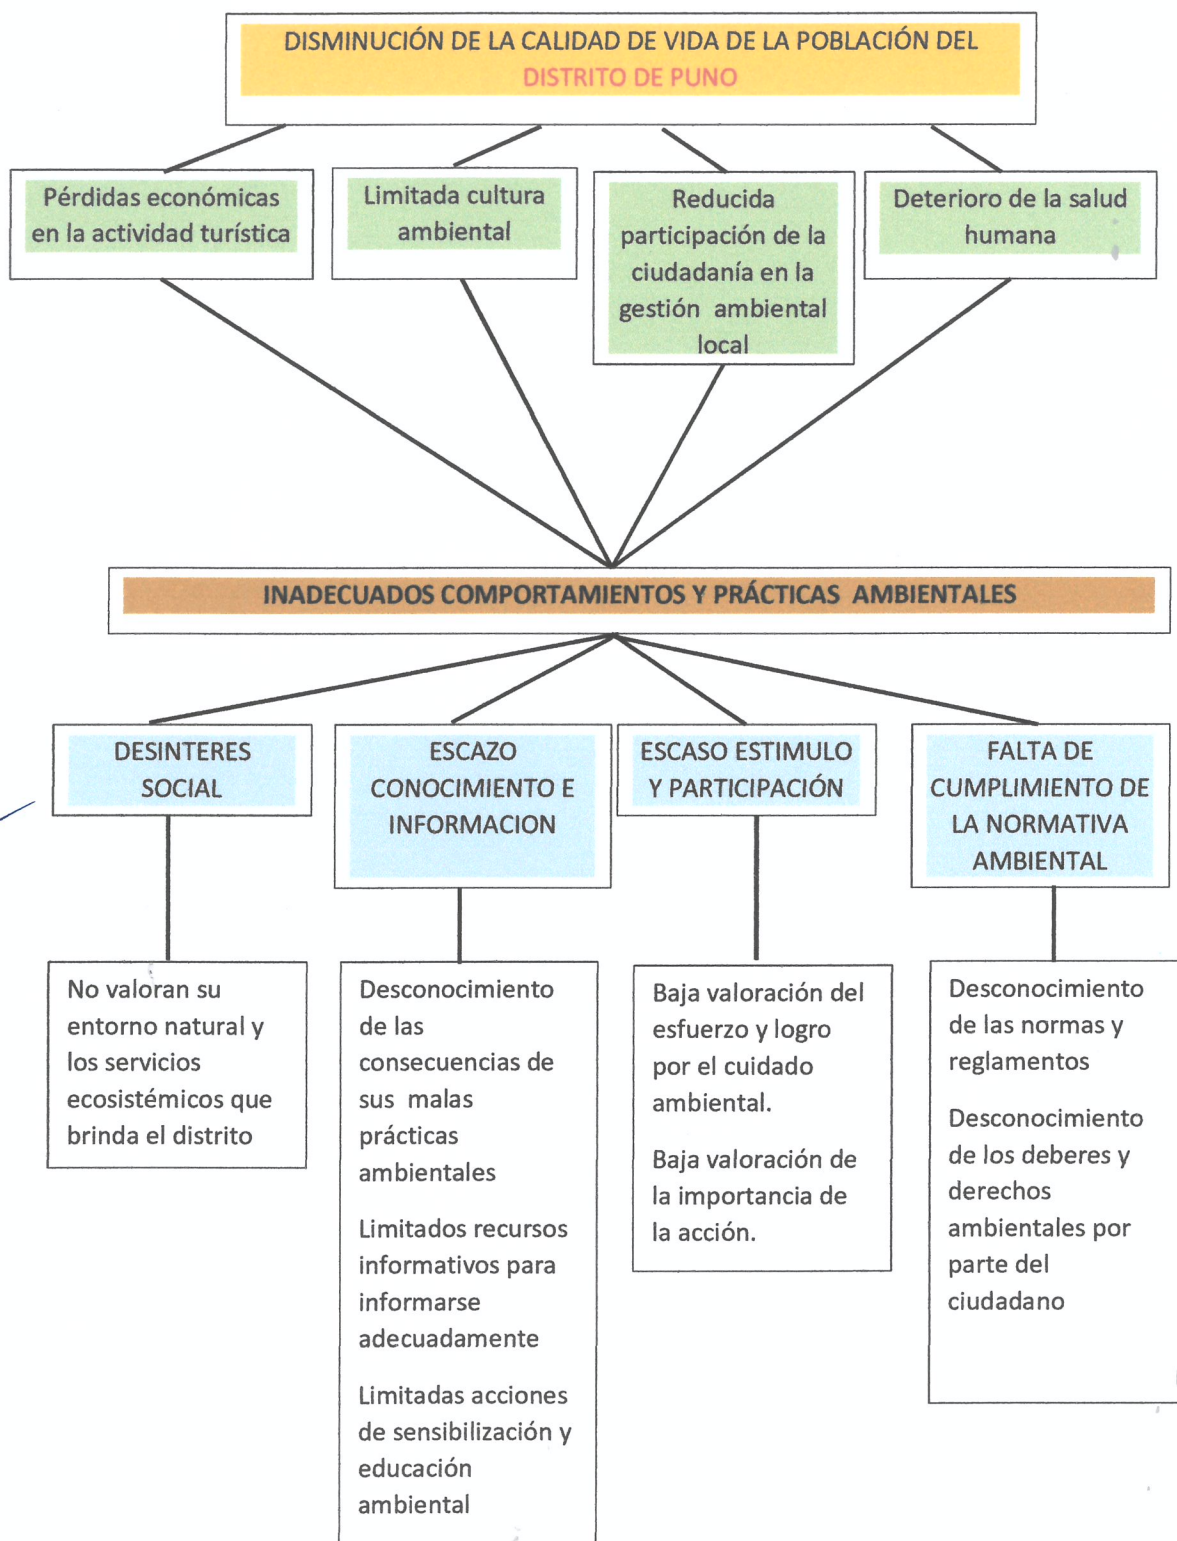 DISMINUCIÓN DE LA CALIDAD DE VIDA DE LA POBLACIÓN DEL
DISTRITO DE PUNO
Pérdidas económicas
en la actividad turística
Limitada cultura
ambiental
Reducida
participación de la
ciudadanía en la
gestión ambiental
local
Deterioro de la salud
humana
INADECUADOS COMPORTAMIENTOS Y PRÁCTICAS AMBIENTALES
DESINTERES
SOCIAL
ESCAZO
CONOCIMIENTO E
INFORMACION
ESCASO ESTIMULO
Y PARTICIPACIÓN
FALTA DE
CUMPLIMIENTO DE
LA NORMATIVA
AMBIENTAL
No valoran su
entorno natural y
los servicios
ecosistémicos que
brinda el distrito
Desconocimiento
de las
consecuencias de
sus malas
prácticas
ambientales
Limitados recursos
informativos para
informarse
adecuadamente
Limitadas acciones
de sensibilización y
educación
ambiental
Baja valoración del
esfuerzo y logro
por el cuidado
ambiental.
Baja valoración de
la importancia de
la acción.
Desconocimiento
de las normas y
reglamentos
Desconocimiento
de los deberes y
derechos
ambientales por
parte del
ciudadano